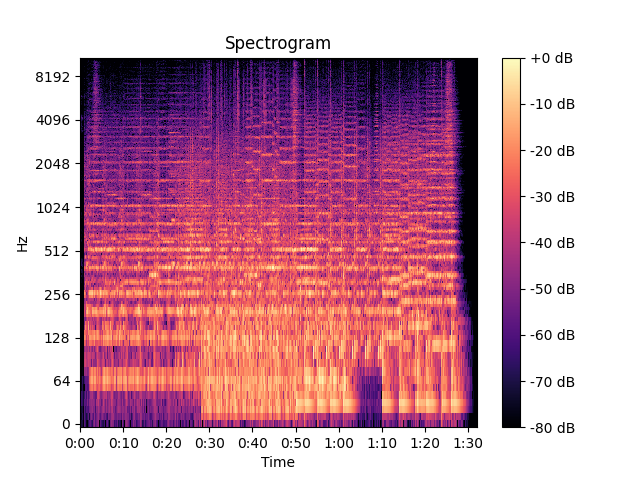 Spectrogram
Hz
8192
4096
2048
1024
512
256
128
64
0
0:00 0:10 0:20 0:30 0:40 0:50 1:00 1:10 1:20 1:30
Time
+0 dB
-10 dB
-20 dB
-30 dB
-40 dB
-50 dB
-60 dB
-70 dB
-80 dB